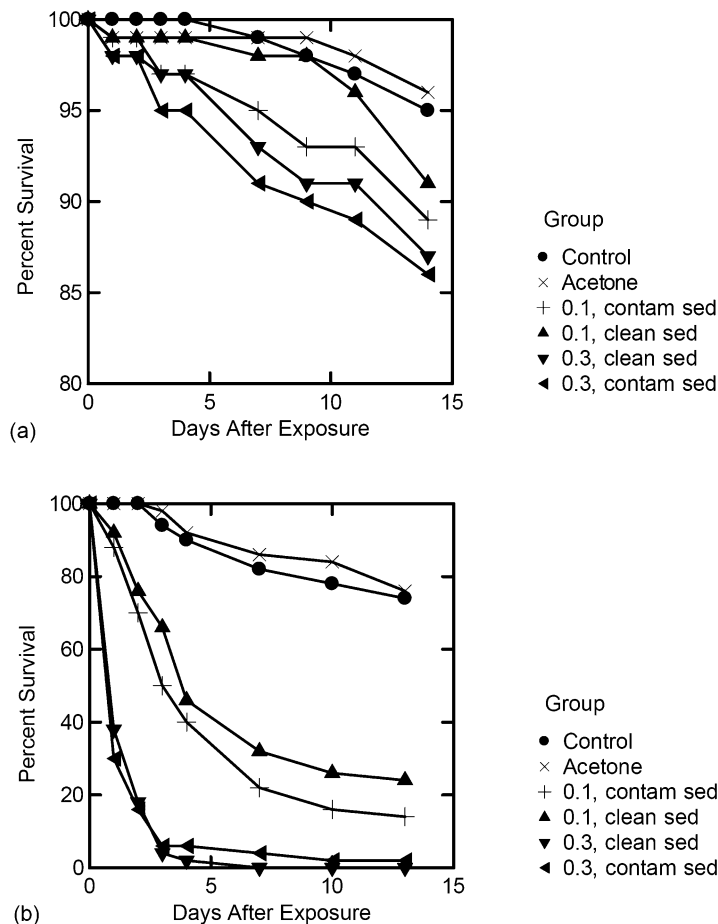 100
95
90
85
80
Percent Survival
0 5 10 15
Days After Exposure
(a)
Group
Control
Acetone
0.1, contam sed
0.1, clean sed
0.3, clean sed
0.3, contam sed
100
80
60
40
20
0
Percent Survival
0 5 10 15
Days After Exposure
(b)
Group
Control
Acetone
0.1, contam sed
0.1, clean sed
0.3, clean sed
0.3, contam sed